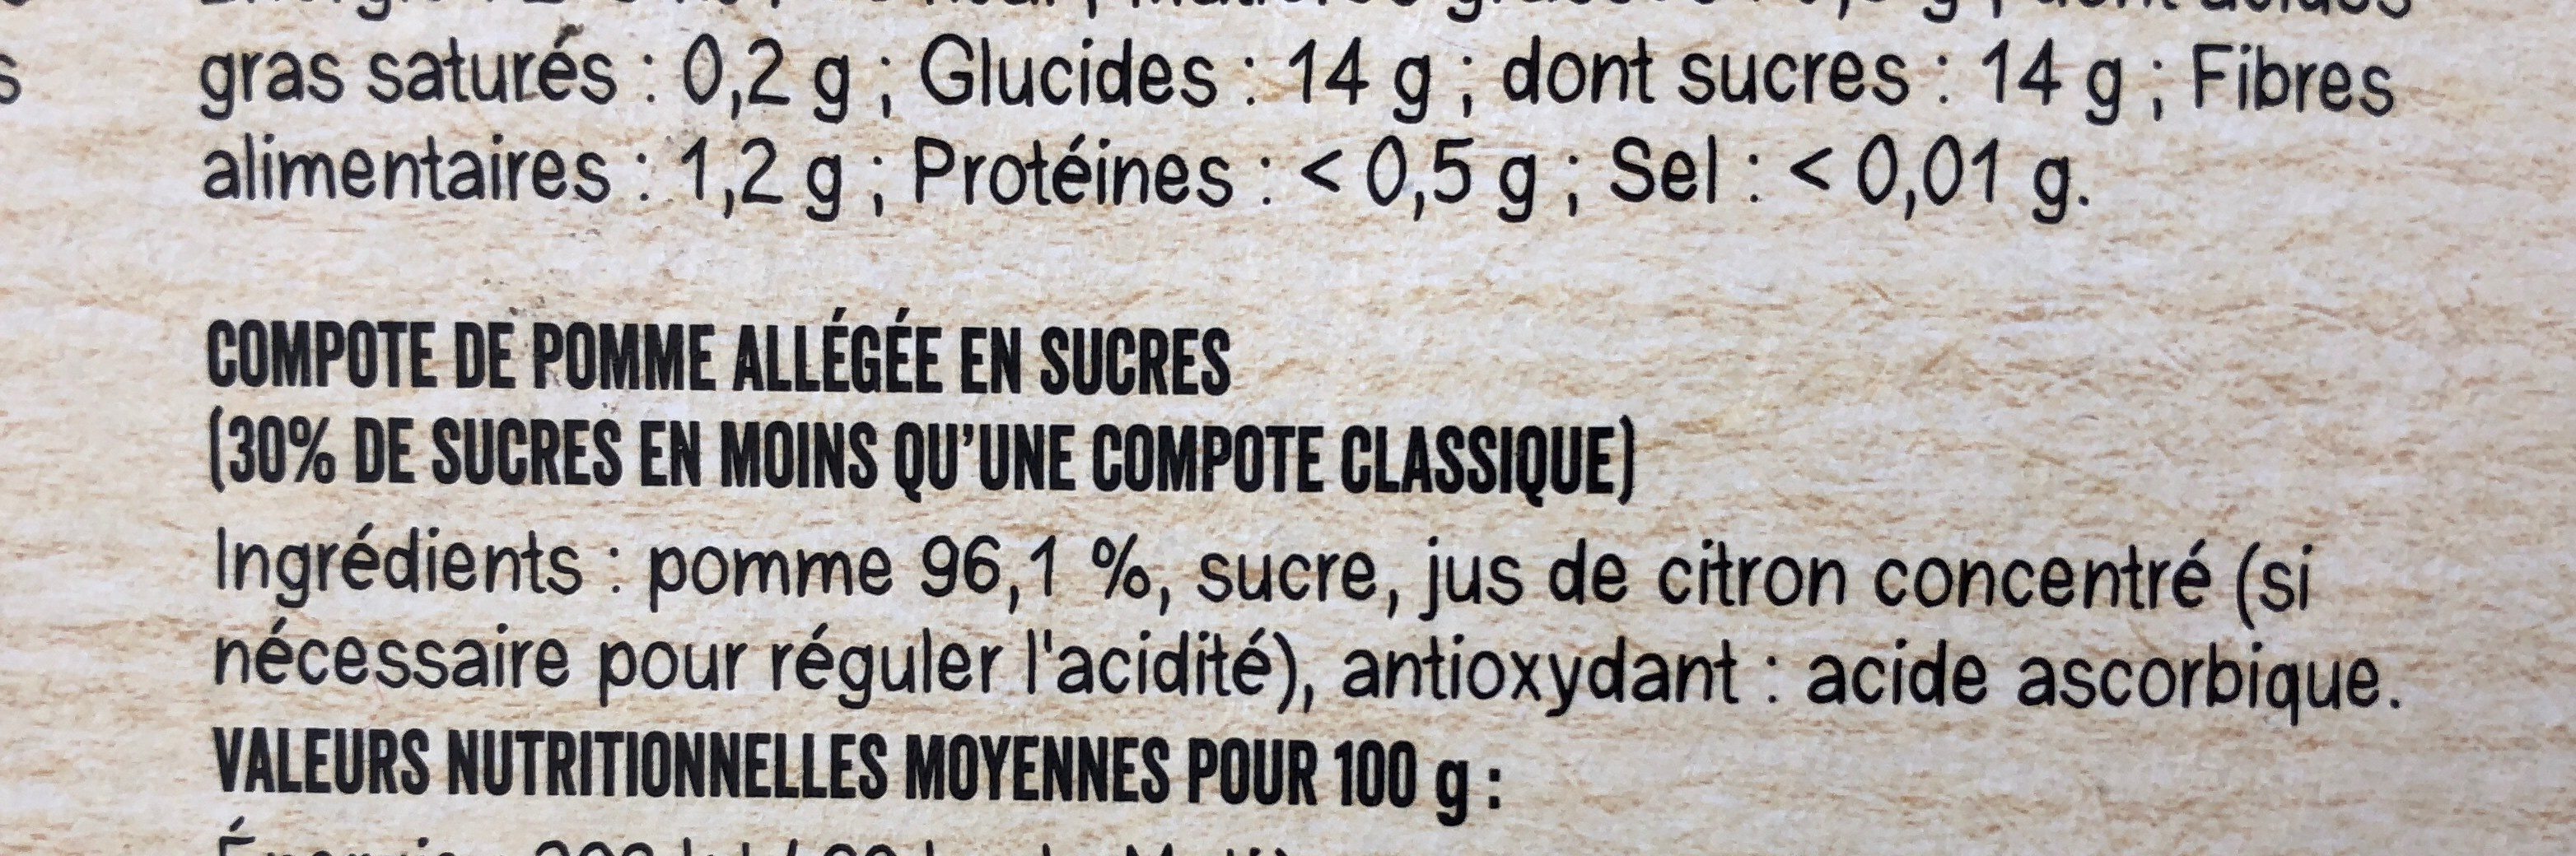 gras saturés : 0,2 g ; Glucides : 14 g ; dont sucres : 14 g ; Fibres
alimentaires : 1,2 g ; Protéines : < 0,5 g ; Sel : < 0,01 g.
COMPOTE DE POMME ALLÉGÉE EN SUCRES
(30% DE SUCRES EN MOINS QU'UNE COMPOTE CLASSIQUE)
Ingrédients : pomme 96,1 %, sucre, jus de citron concentré (si
nécessaire pour réguler l'acidité), antioxydant : acide ascorbique.
VALEURS NUTRITIONNELLES MOYENNES POUR 100 g :